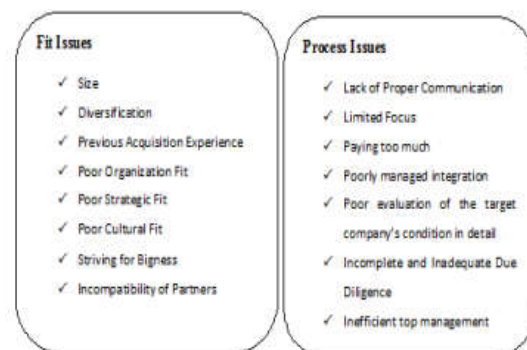 Fit Issues
✓ Size
✓ Diversification
✓ Previous Acquisition Experience
✓ Poor Organization Fit
✓ Poor Strategic Fit
✓ Poor Cultural Fit
✓ Striving for Bigness
✓ Incompatibility of Partners
Process Issues
✓ Lack of Proper Communication
✓ Limited Focus
✓ Paying too much
✓ Poorly managed integration
✓ Poor evaluation of the target
company's condition in detail
✓ Incomplete and Inadequate Due
Diligence
✓ Inefficient top management